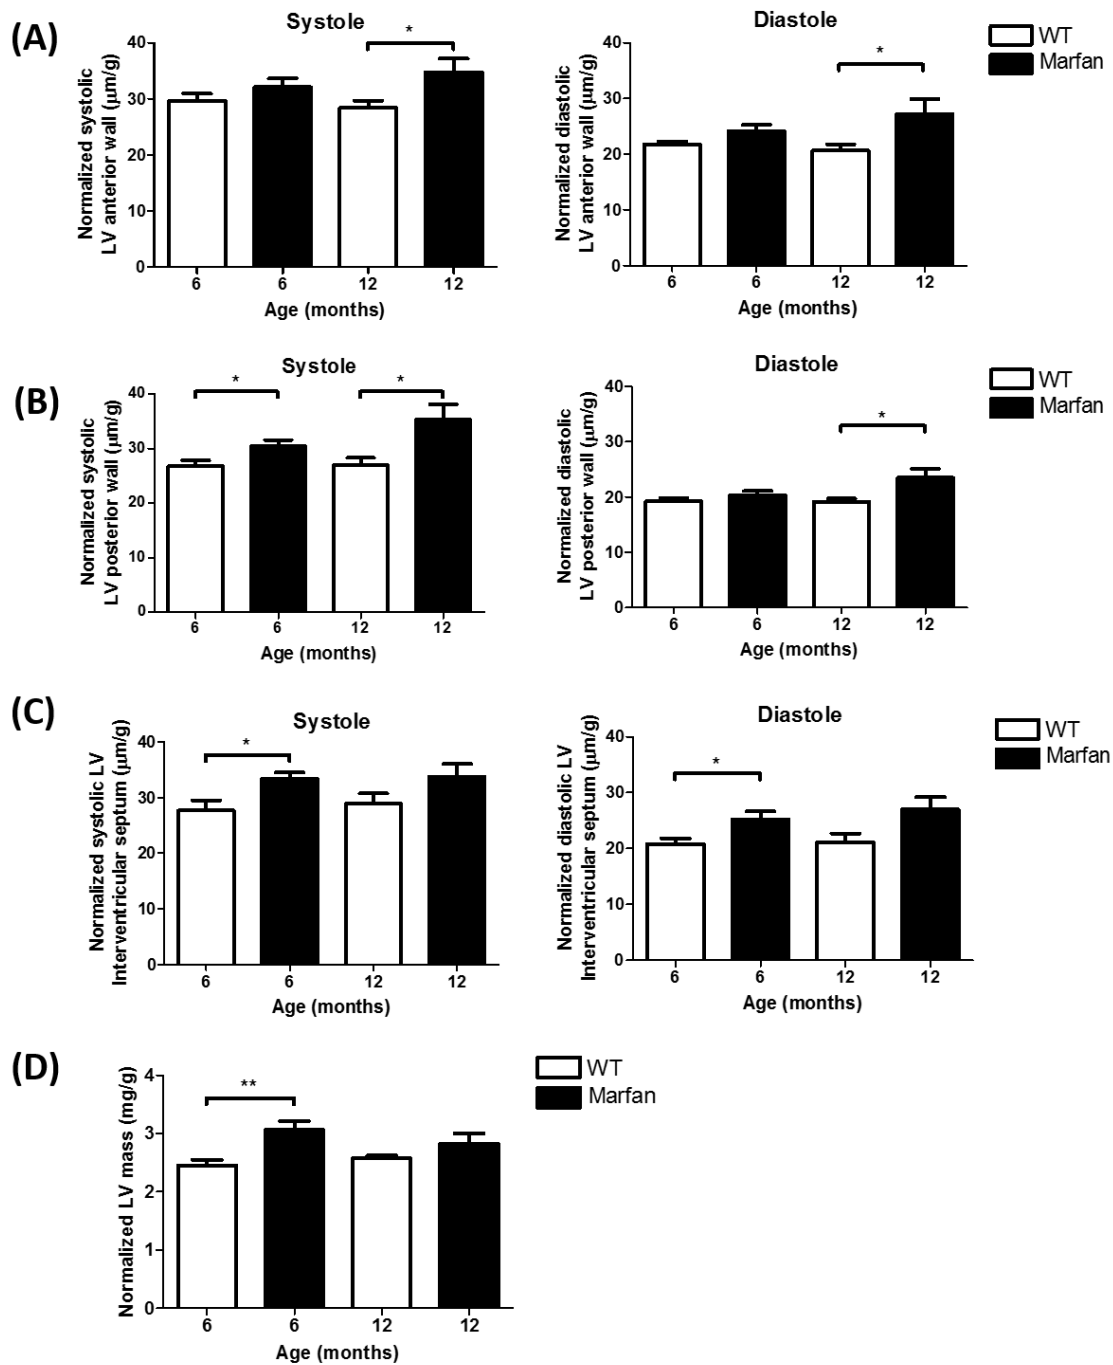 (A)
Systole
*
Normalized systolic
LV anterior wall (μm/g)
40
30
20
10
0
6 6 12 12
Age (months)
Diastole
*
Normalized diastolic
LV anterior wall (μm/g)
40
30
20
10
0
6 6 12 12
Age (months)
WT
Marfan
(B)
Systole
* *
Normalized systolic
LV posterior wall (μm/g)
40
30
20
10
0
6 6 12 12
Age (months)
Diastole
*
Normalized diastolic
LV posterior wall (μm/g)
40
30
20
10
0
6 6 12 12
Age (months)
WT
Marfan
(C)
Systole
*
Normalized systolic LV
Interventricular septum (μm/g)
40
30
20
10
0
6 6 12 12
Age (months)
Diastole
*
Normalized diastolic LV
Interventricular septum (μm/g)
40
30
20
10
0
6 6 12 12
Age (months)
WT
Marfan
(D)
**
Normalized LV mass (mg/g)
4
3
2
1
0
6 6 12 12
Age (months)
WT
Marfan